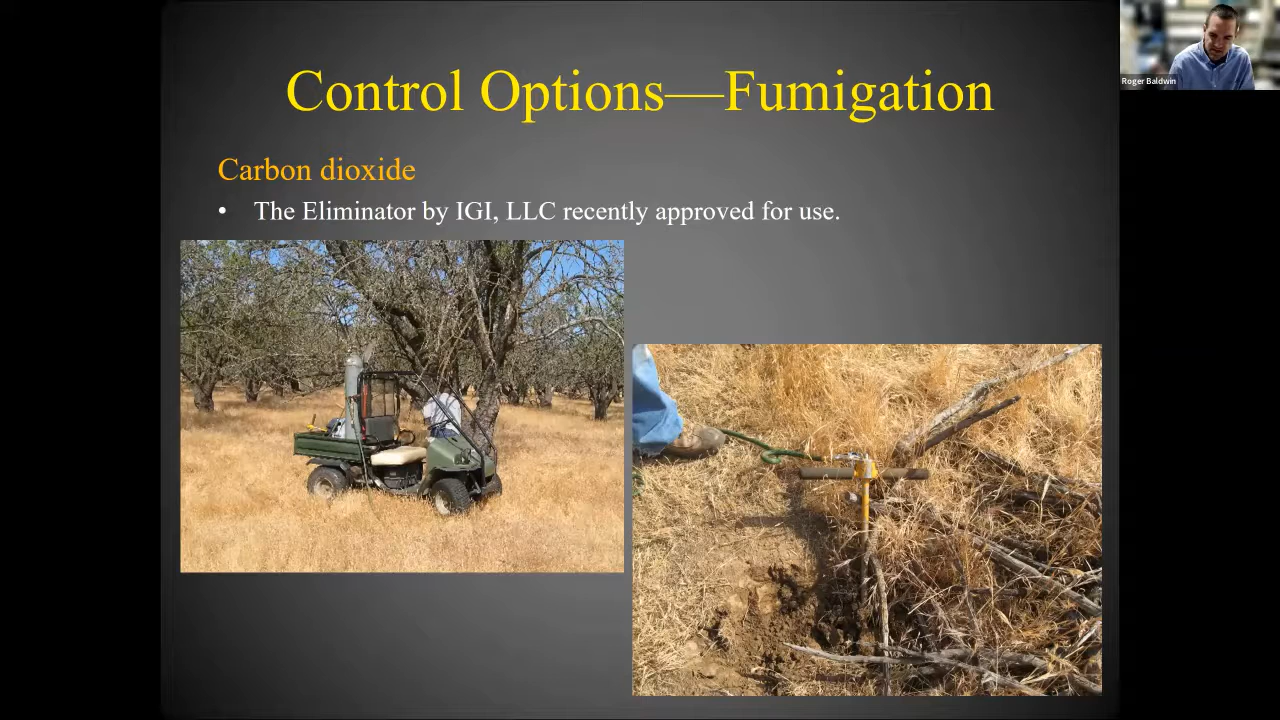 Control Options—Fumigation
Carbon dioxide
• The Eliminator by IGI, LLC recently approved for use.
Roger Baldwin